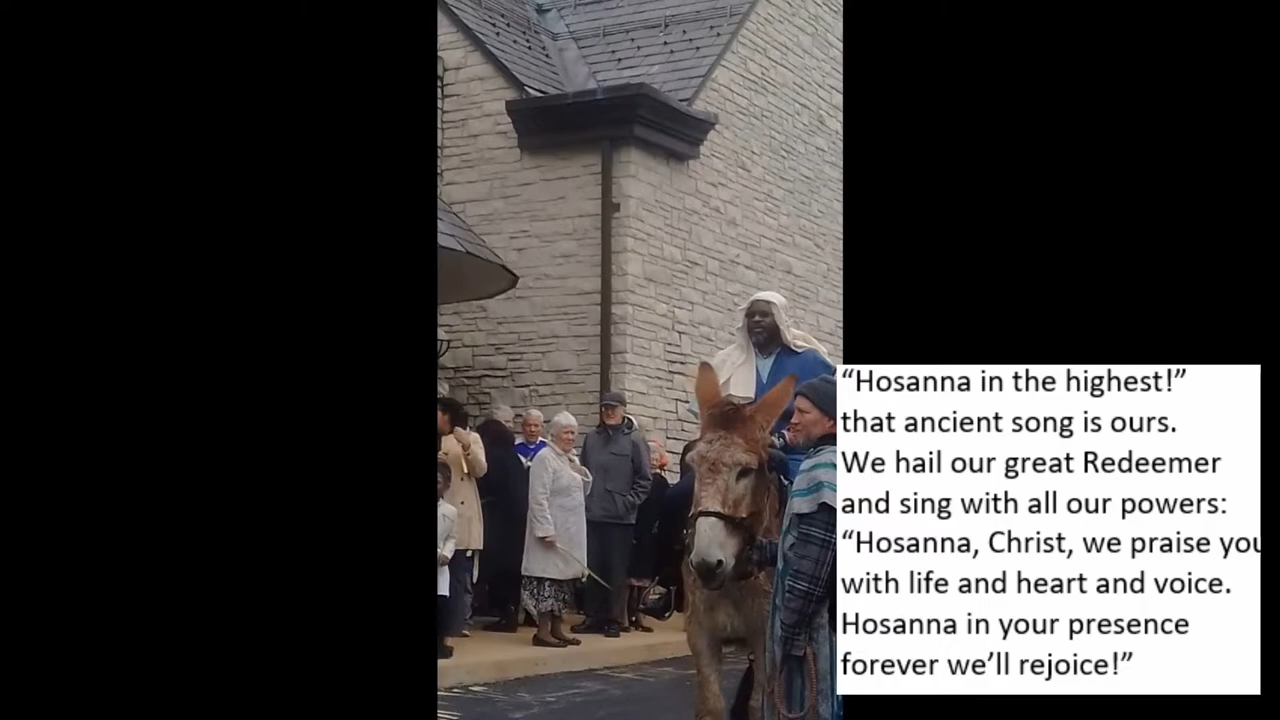 “Hosanna in the highest!”
that ancient song is ours.
We hail our great Redeemer
and sing with all our powers:
“Hosanna, Christ, we praise you
with life and heart and voice.
Hosanna in your presence
forever we’ll rejoice!”